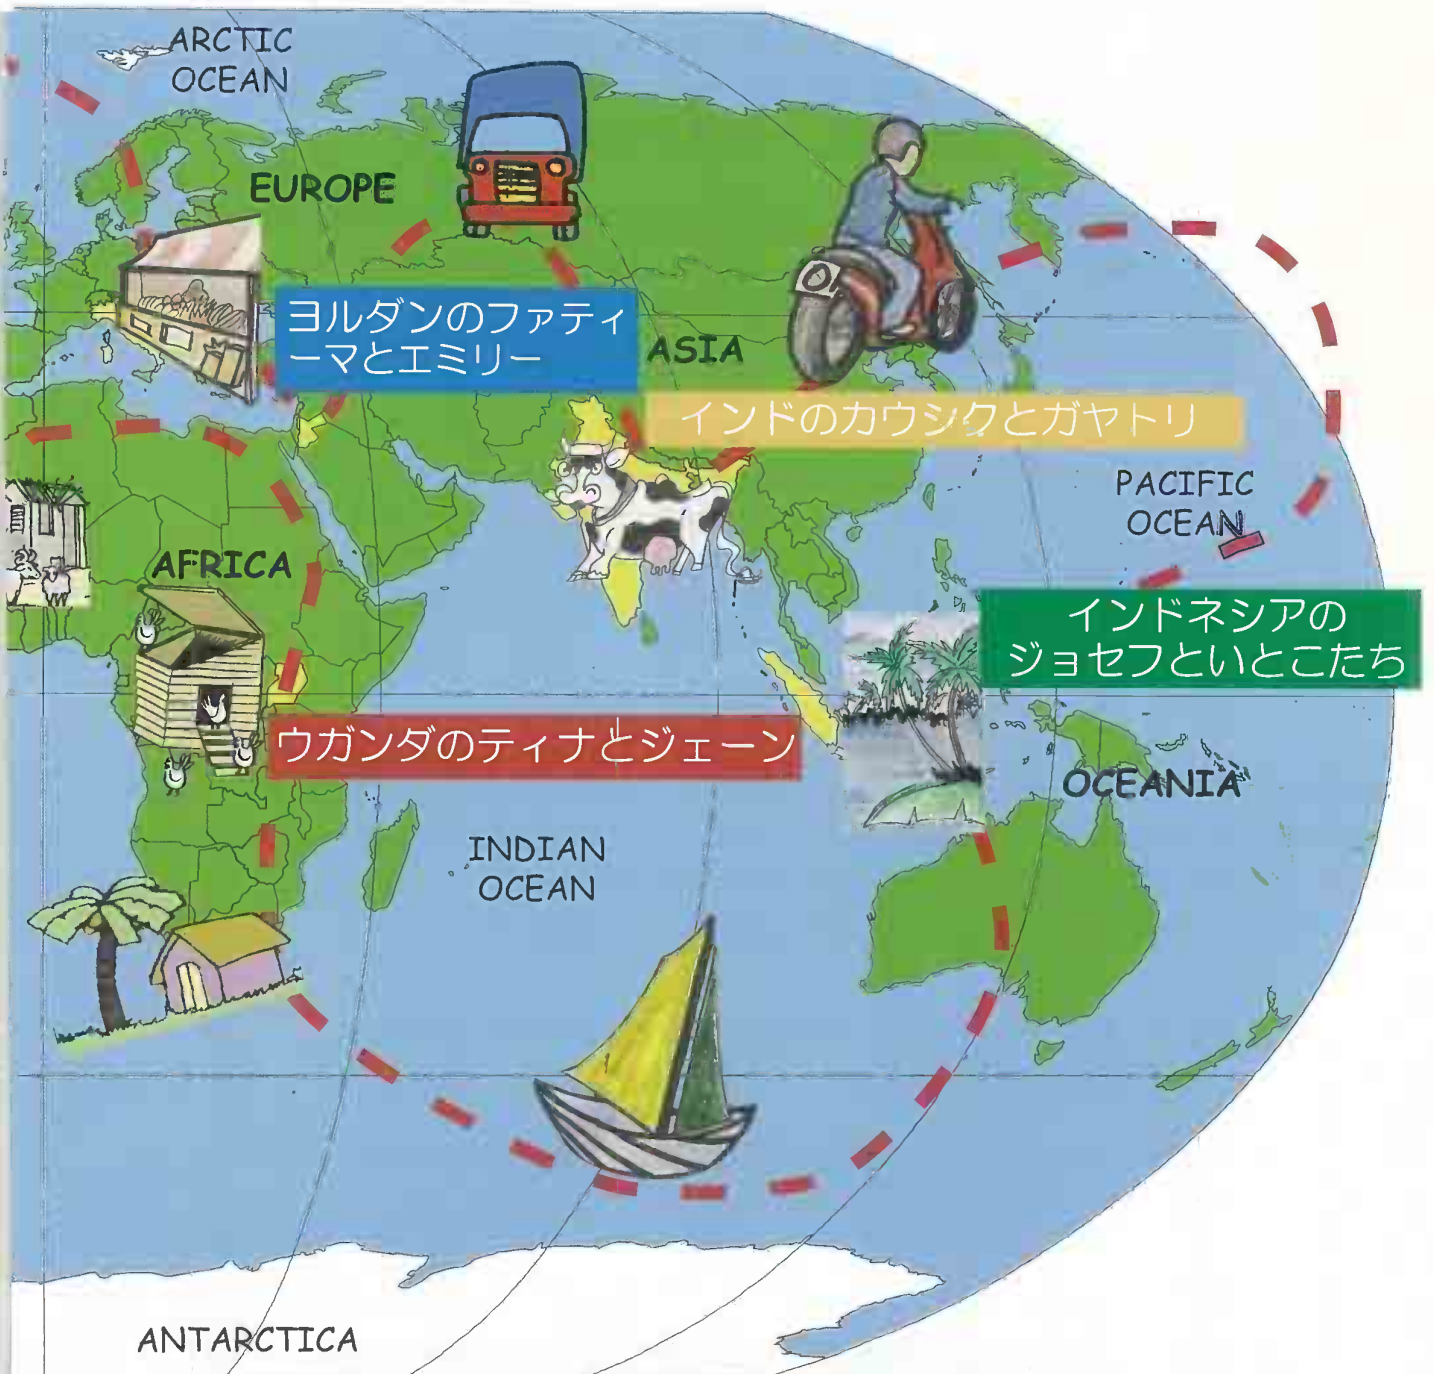 ARCTIC
OCEAN
EUROPE
ヨルダンのファティ
ーマとエミリー
ASIA
インドのカウシクとガヤトリ
PACIFIC
OCEAN
AFRICA
インドネシアの
ジョセフといとこたち
ウガンダのティナとジェーン
OCEANIA
INDIAN
OCEAN
ANTARCTICA